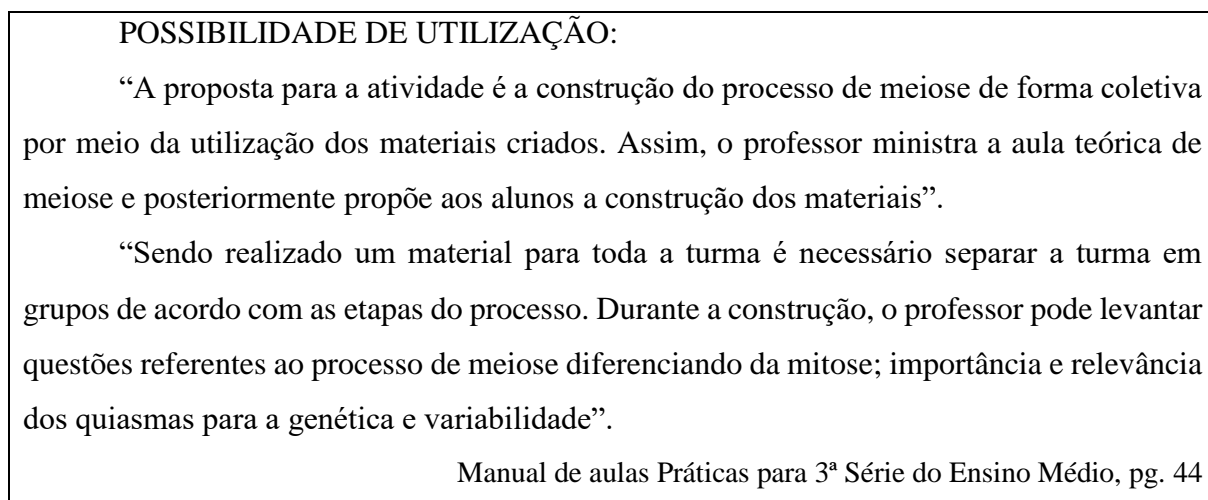 POSSIBILIDADE DE UTILIZAÇÃO:
“A proposta para a atividade é a construção do processo de meiose de forma coletiva
por meio da utilização dos materiais criados. Assim, o professor ministra a aula teórica de
meiose e posteriormente propõe aos alunos a construção dos materiais”.
“Sendo realizado um material para toda a turma é necessário separar a turma em
grupos de acordo com as etapas do processo. Durante a construção, o professor pode levantar
questões referentes ao processo de meiose diferenciando da mitose; importância e relevância
dos quiasmas para a genética e variabilidade”.
Manual de aulas Práticas para 3ª Série do Ensino Médio, pg. 44